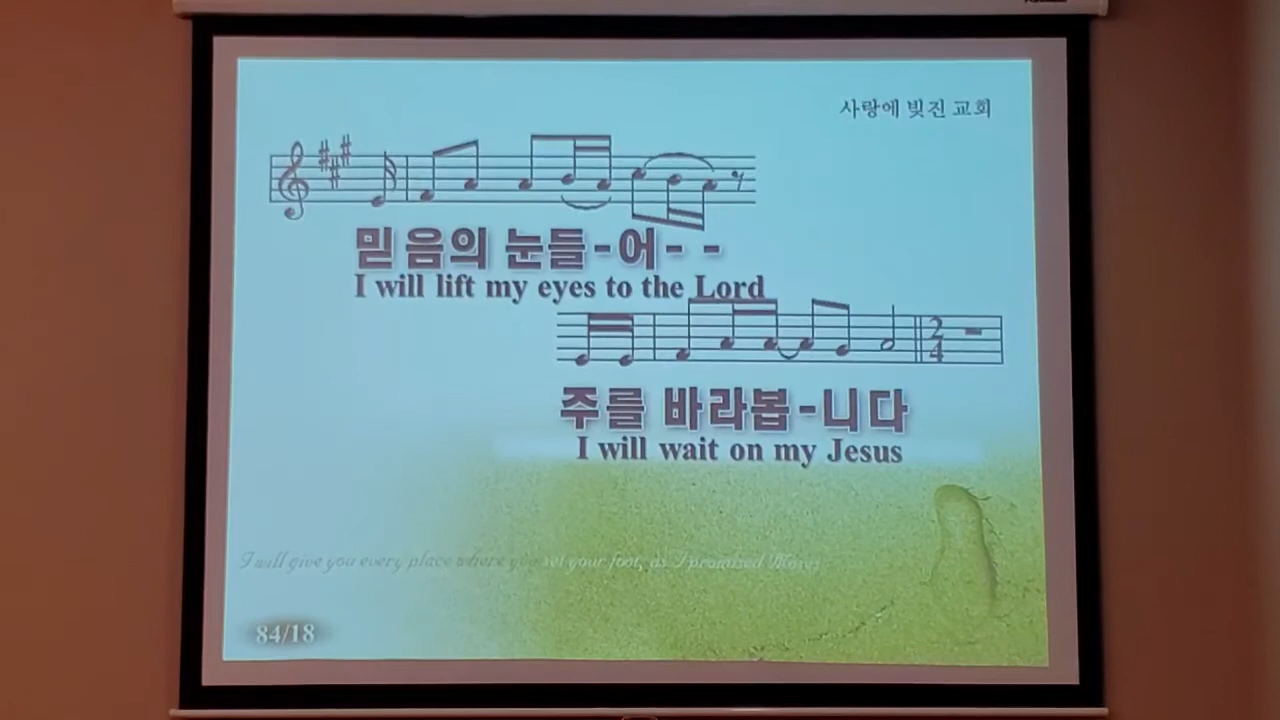 사랑에 빚진 교회
믿음의 눈들-어- -
I will lift my eyes to the Lord
2
4
주를 바라봅-니다
I will wait on my Jesus
I will give you every place where you set your foot, as I promised Moses
84/18